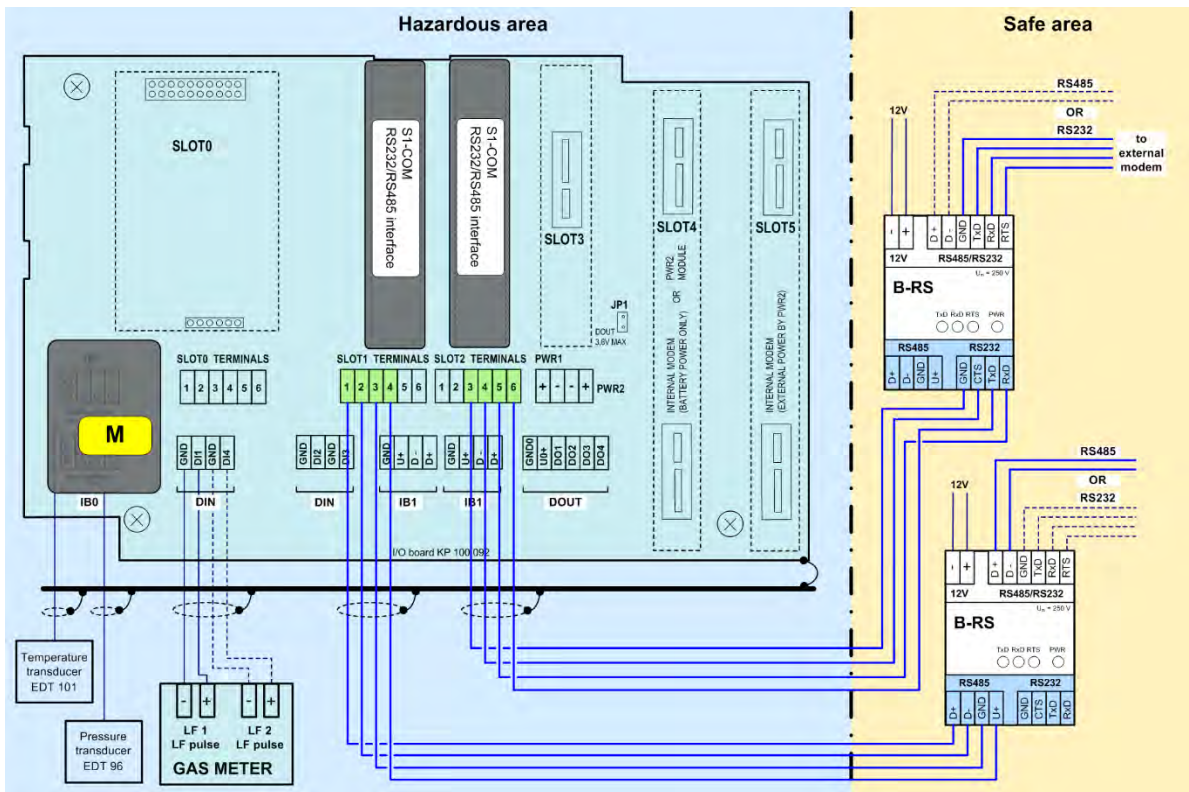 Hazardous area
Safe area
SLOT0
S1-COM
RS232/RS485 interface
S1-COM
RS232/RS485 interface
SLOT3
SLOT4
SLOT5
INTERNAL MODEM OR PWR2
(BATTERY POWER ONLY) MODULE
INTERNAL MODEM
(EXTERNAL POWER BY PWR2)
JP1
DOUT
3,6V MAX
SLOT0 TERMINALS
1 2 3 4 5 6
SLOT1 TERMINALS
1 2 3 4 5 6
SLOT2 TERMINALS
1 2 3 4 5 6
PWR1
+ - - +
PWR2
M
IB0
GND DI1 GND DI4
DIN
GND DI2 GND DI3
DIN
GND U+ D- D+
IB1
GND U+ D- D+
IB1
GND0 U0+ DO1 DO2 DO3 DO4
DOUT
I/O board KP 100 092
Temperature
transducer
EDT 101
Pressure
transducer
EDT 96
- + - +
LF 1 LF 2
LF pulse LF pulse
GAS METER
RS485
OR
RS232
to
external
modem
12V
- + D+ D- GND TxD RxD RTS
12V RS485/RS232
Um = 250 V
B-RS
TxD RxD RTS PWR
RS485 RS232
D+ D- GND U+ GND CTS TxD RxD
RS485
OR
RS232
12V
- + D+ D- GND TxD RxD RTS
12V RS485/RS232
Um = 250 V
B-RS
TxD RxD RTS PWR
RS485 RS232
D+ D- GND U+ GND CTS TxD RxD